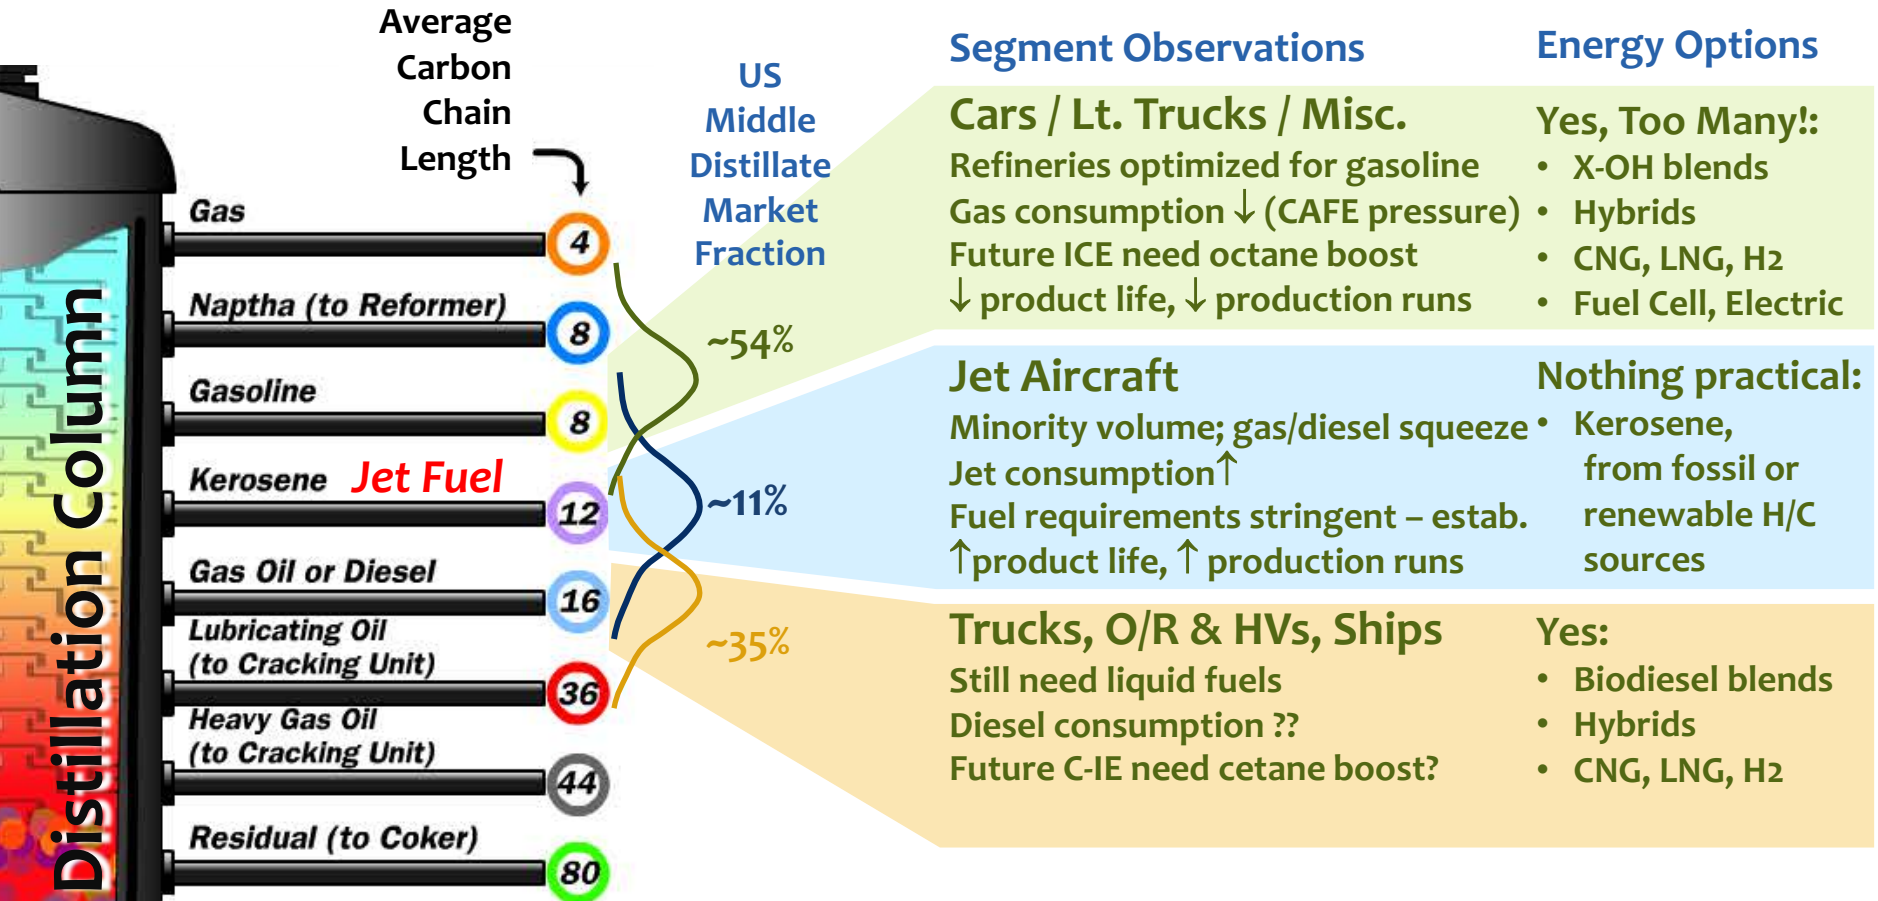 Average
Carbon
Chain
Length
Distillation Column
Gas
4
Naptha (to Reformer)
8
Gasoline
8
Kerosene Jet Fuel
12
Gas Oil or Diesel
16
Lubricating Oil
(to Cracking Unit)
36
Heavy Gas Oil
(to Cracking Unit)
44
Residual (to Coker)
80
US
Middle
Distillate
Market
Fraction
~54%
~11%
~35%
Segment Observations
Cars / Lt. Trucks / Misc.
Refineries optimized for gasoline
Gas consumption ↓ (CAFE pressure)
Future ICE need octane boost
↓ product life, ↓ production runs
Jet Aircraft
Minority volume; gas/diesel squeeze
Jet consumption↑
Fuel requirements stringent – estab.
↑product life, ↑ production runs
Trucks, O/R & HVs, Ships
Still need liquid fuels
Diesel consumption ??
Future C-IE need cetane boost?
Energy Options
Yes, Too Many!:
• X-OH blends
• Hybrids
• CNG, LNG, H2
• Fuel Cell, Electric
Nothing practical:
• Kerosene,
from fossil or
renewable H/C
sources
Yes:
• Biodiesel blends
• Hybrids
• CNG, LNG, H2